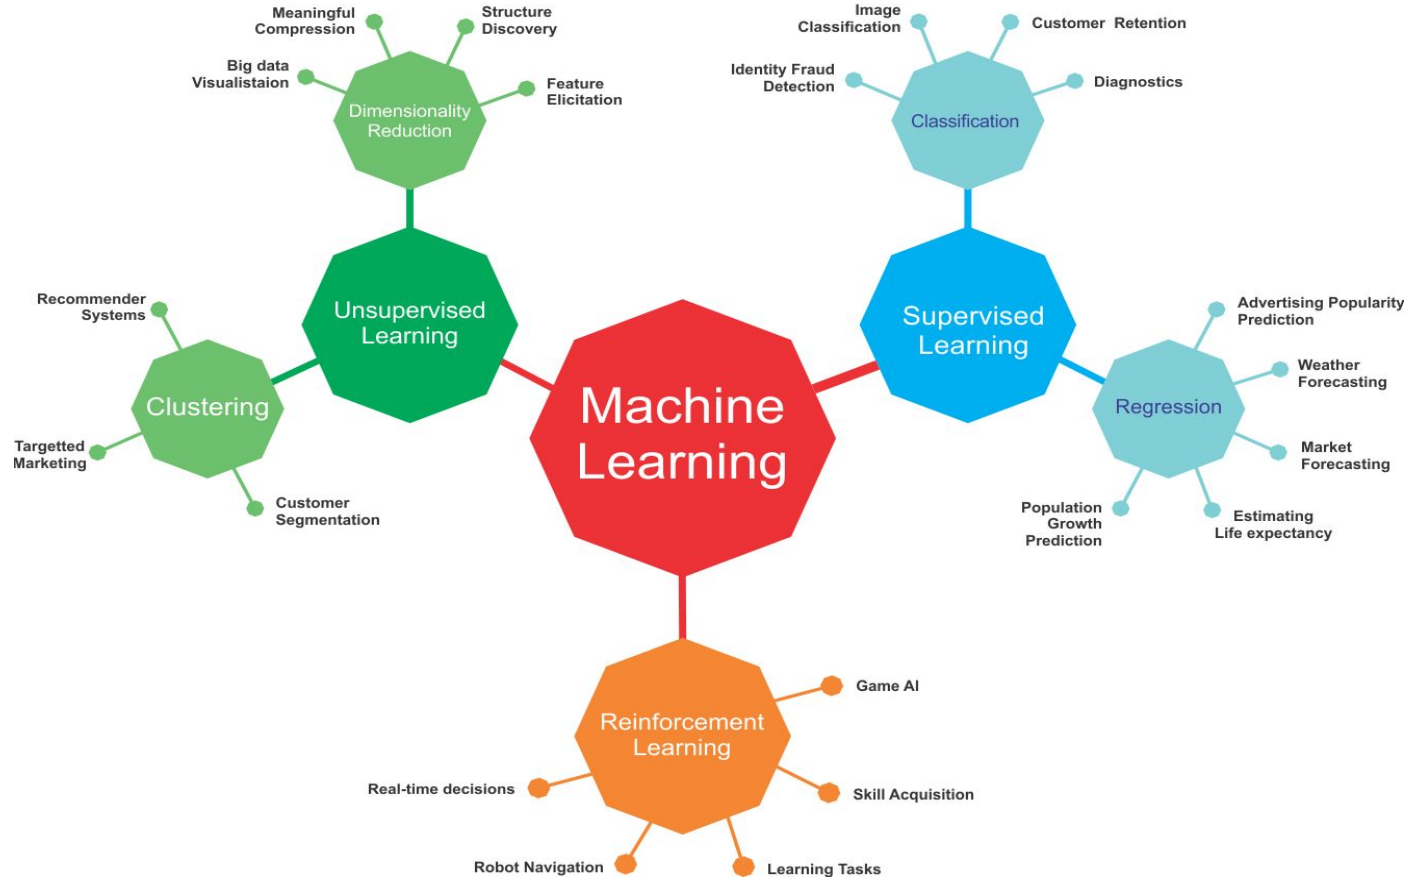 Meaningful
Compression
Structure
Discovery
Big data
Visualistaion
Feature
Elicitation
Dimensionality
Reduction
Image
Classification
Customer Retention
Identity Fraud
Detection
Diagnostics
Classification
Unsupervised
Learning
Supervised
Learning
Recommender
Systems
Clustering
Targetted
Marketing
Customer
Segmentation
Machine
Learning
Advertising Popularity
Prediction
Weather
Forecasting
Regression
Market
Forecasting
Population
Growth
Prediction
Estimating
Life expectancy
Reinforcement
Learning
Game AI
Real-time decisions
Skill Acquisition
Robot Navigation
Learning Tasks